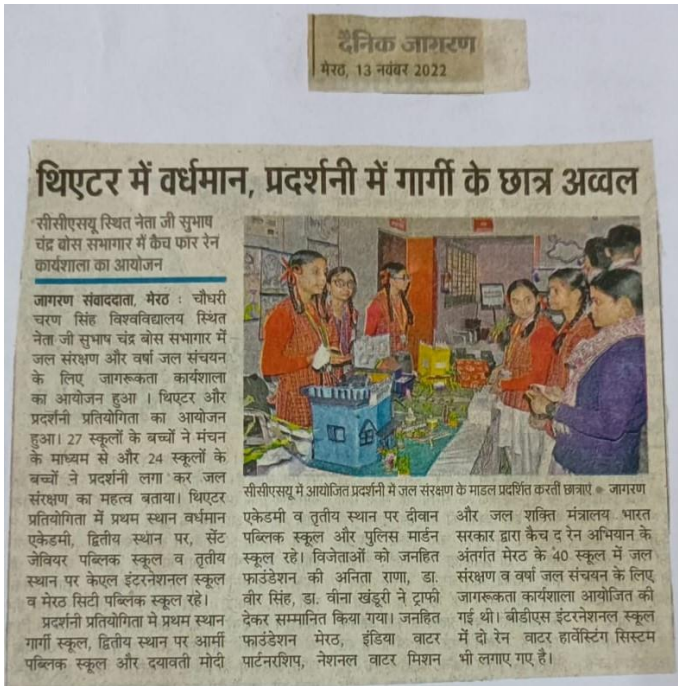 दैनिक जागरण
मेरठ, 13 नवंबर 2022
थिएटर में वर्धमान, प्रदर्शनी में गार्गी के छात्र अव्वल
सीसीएसयू स्थित नेता जी सुभाष
चंद्र बोस सभागार में कैच फार रेन
कार्यशाला का आयोजन
जागरण संवाददाता, मेरठ : चौधरी
चरण सिंह विश्वविद्यालय स्थित
नेता जी सुभाष चंद्र बोस सभागार में
जल संरक्षण और वर्षा जल संचयन
के लिए जागरूकता कार्यशाला
का आयोजन हुआ । थिएटर और
प्रदर्शनी प्रतियोगिता का आयोजन
हुआ। 27 स्कूलों के बच्चों ने मंचन
के माध्यम से और 24 स्कूलों के
बच्चों ने प्रदर्शनी लगा कर जल
संरक्षण का महत्व बताया। थिएटर
प्रतियोगिता में प्रथम स्थान वर्धमान
एकेडमी, द्वितीय स्थान पर, सेंट
जेवियर पब्लिक स्कूल व तृतीय
स्थान पर केएल इंटरनेशनल स्कूल
व मेरठ सिटी पब्लिक स्कूल रहे।
प्रदर्शनी प्रतियोगिता मे प्रथम स्थान
गार्गी स्कूल, द्वितीय स्थान पर आर्मी
पब्लिक स्कूल और दयावती मोदी
सीसीएसयू में आयोजित प्रदर्शनी में जल संरक्षण के माडल प्रदर्शित करती छात्राएं ● जागरण
एकेडमी व तृतीय स्थान पर दीवान
पब्लिक स्कूल और पुलिस मार्डन
स्कूल रहे। विजेताओं को जनहित
फाउंडेशन की अनिता राणा, डा.
वीर सिंह, डा. वीना खंडूरी ने ट्राफी
देकर सम्मानित किया गया। जनहित
फाउंडेशन मेरठ, इंडिया वाटर
पार्टनरशिप, नेशनल वाटर मिशन
और जल शक्ति मंत्रालय भारत
सरकार द्वारा कैच द रेन अभियान के
अंतर्गत मेरठ के 40 स्कूल में जल
संरक्षण व वर्षा जल संचयन के लिए
जागरूकता कार्यशाला आयोजित की
गई थी। बीडीएस इंटरनेशनल स्कूल
में दो रेन वाटर हार्वेस्टिंग सिस्टम
भी लगाए गए है।